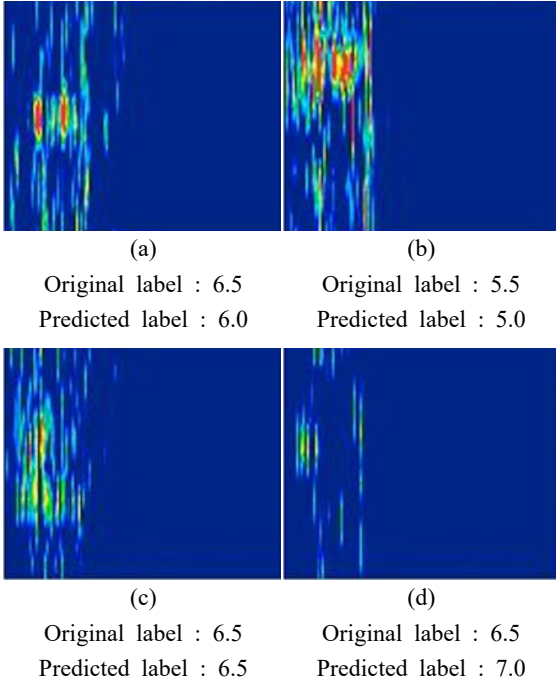 (a) (b)
Original label : 6.5 Original label : 5.5
Predicted label : 6.0 Predicted label : 5.0
(c) (d)
Original label : 6.5 Original label : 6.5
Predicted label : 6.5 Predicted label : 7.0